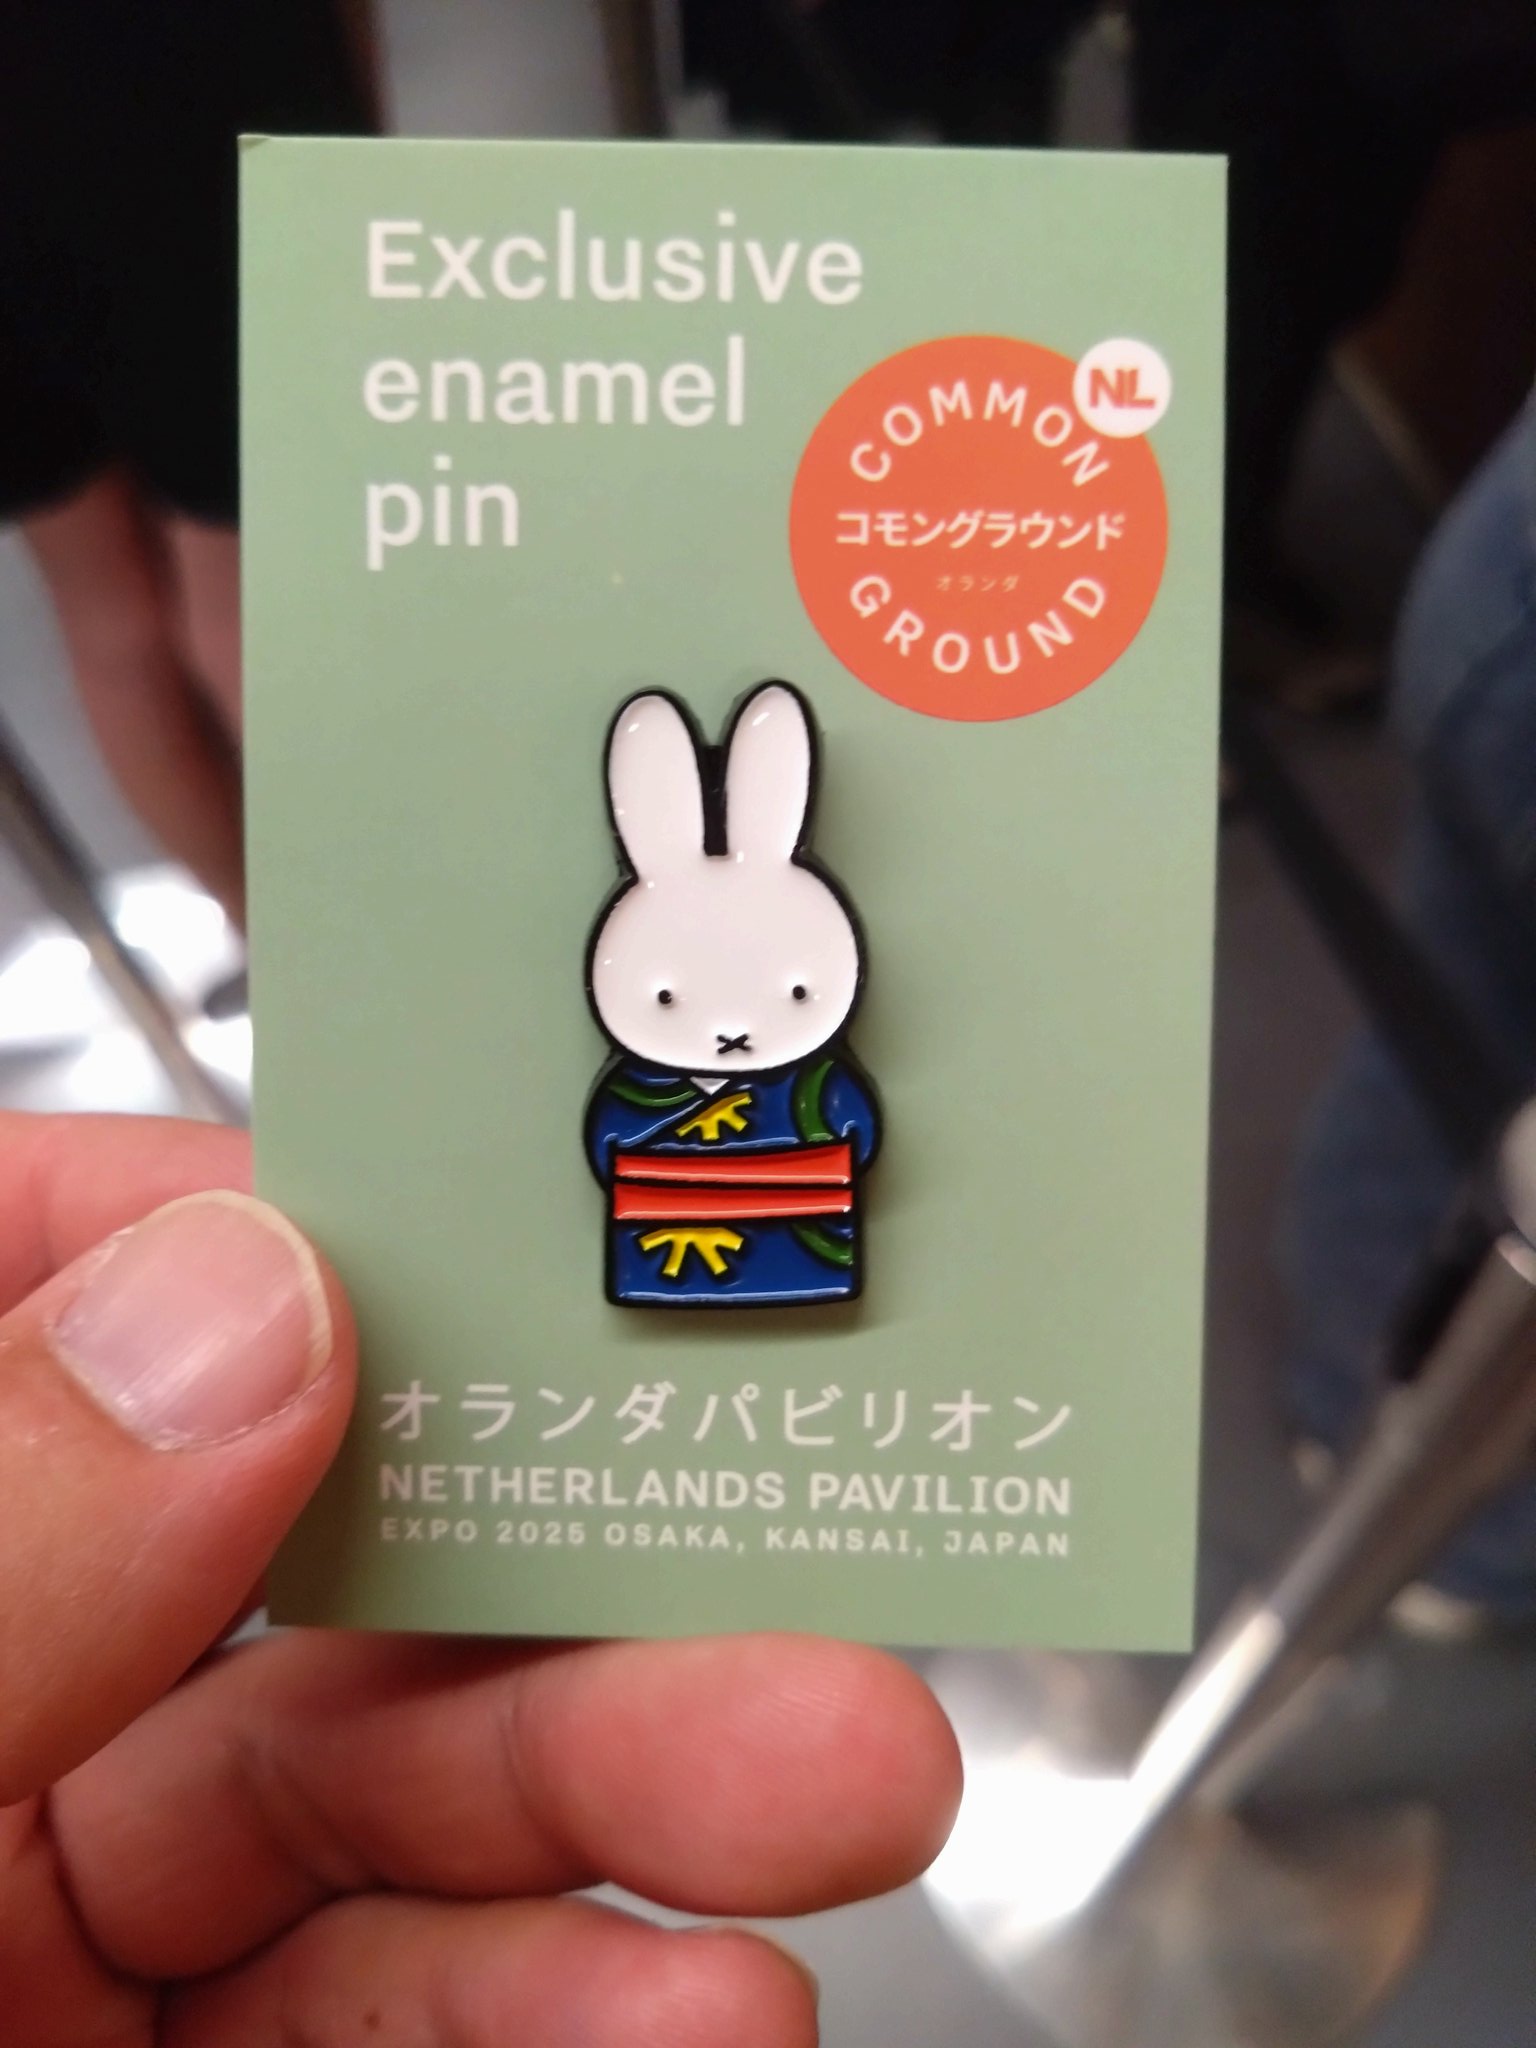 Exclusive
enamel
pin
NL
COMMON
コモングラウンド
オランダ
GROUND
オランダパビリオン
NETHERLANDS PAVILION
EXPO 2025 OSAKA, KANSAI, JAPAN